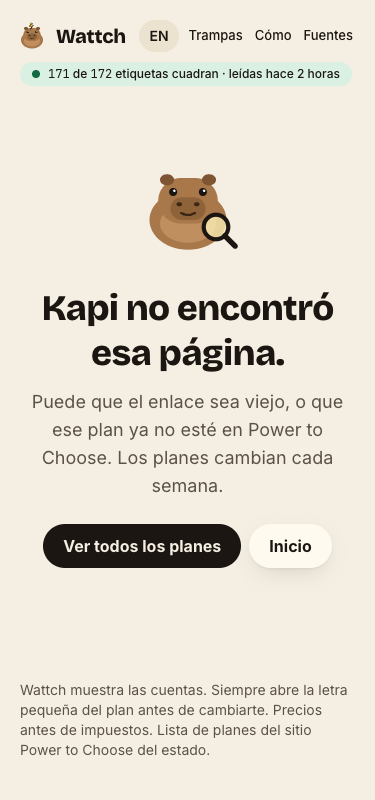 Wattch
EN
Trampas
Cómo
Fuentes
171 de 172 etiquetas cuadran · leídas hace 2 horas
Kapi no encontró
esa página.
Puede que el enlace sea viejo, o que
ese plan ya no esté en Power to
Choose. Los planes cambian cada
semana.
Ver todos los planes
Inicio
Wattch muestra las cuentas. Siempre abre la letra
pequeña del plan antes de cambiarte. Precios
antes de impuestos. Lista de planes del sitio
Power to Choose del estado.